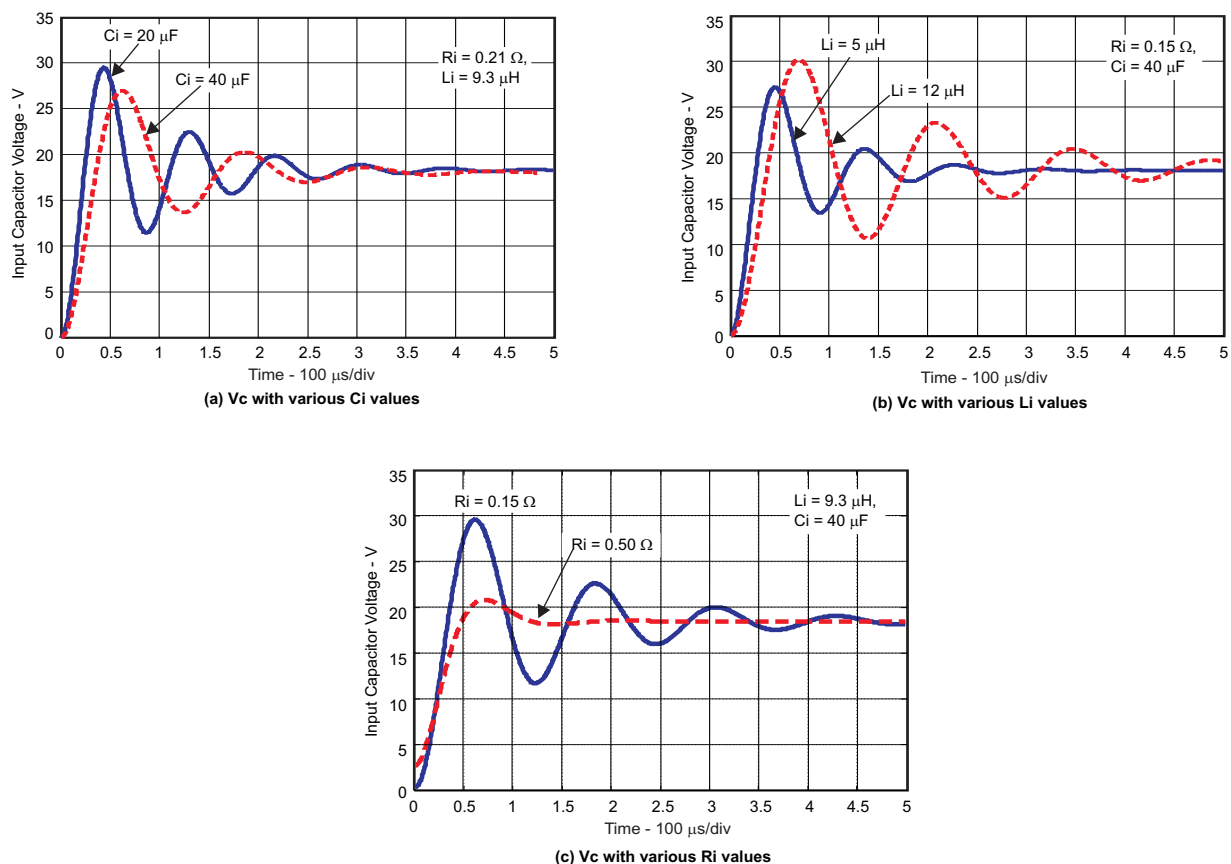 35
30
25
20
15
10
5
0
Input Capacitor Voltage - V
Ci = 20 μF
Ci = 40 μF
Ri = 0.21 Ω,
Li = 9.3 μH
0 0.5 1 1.5 2 2.5 3 3.5 4 4.5 5
Time - 100 μs/div
(a) Vc with various Ci values
35
30
25
20
15
10
5
0
Input Capacitor Voltage - V
Li = 5 μH
Li = 12 μH
Ri = 0.15 Ω,
Ci = 40 μF
0 0.5 1 1.5 2 2.5 3 3.5 4 4.5 5
Time - 100 μs/div
(b) Vc with various Li values
35
30
25
20
15
10
5
0
Input Capacitor Voltage - V
Ri = 0.15 Ω
Ri = 0.50 Ω
Li = 9.3 μH,
Ci = 40 μF
0 0.5 1 1.5 2 2.5 3 3.5 4 4.5 5
Time - 100 μs/div
(c) Vc with various Ri values